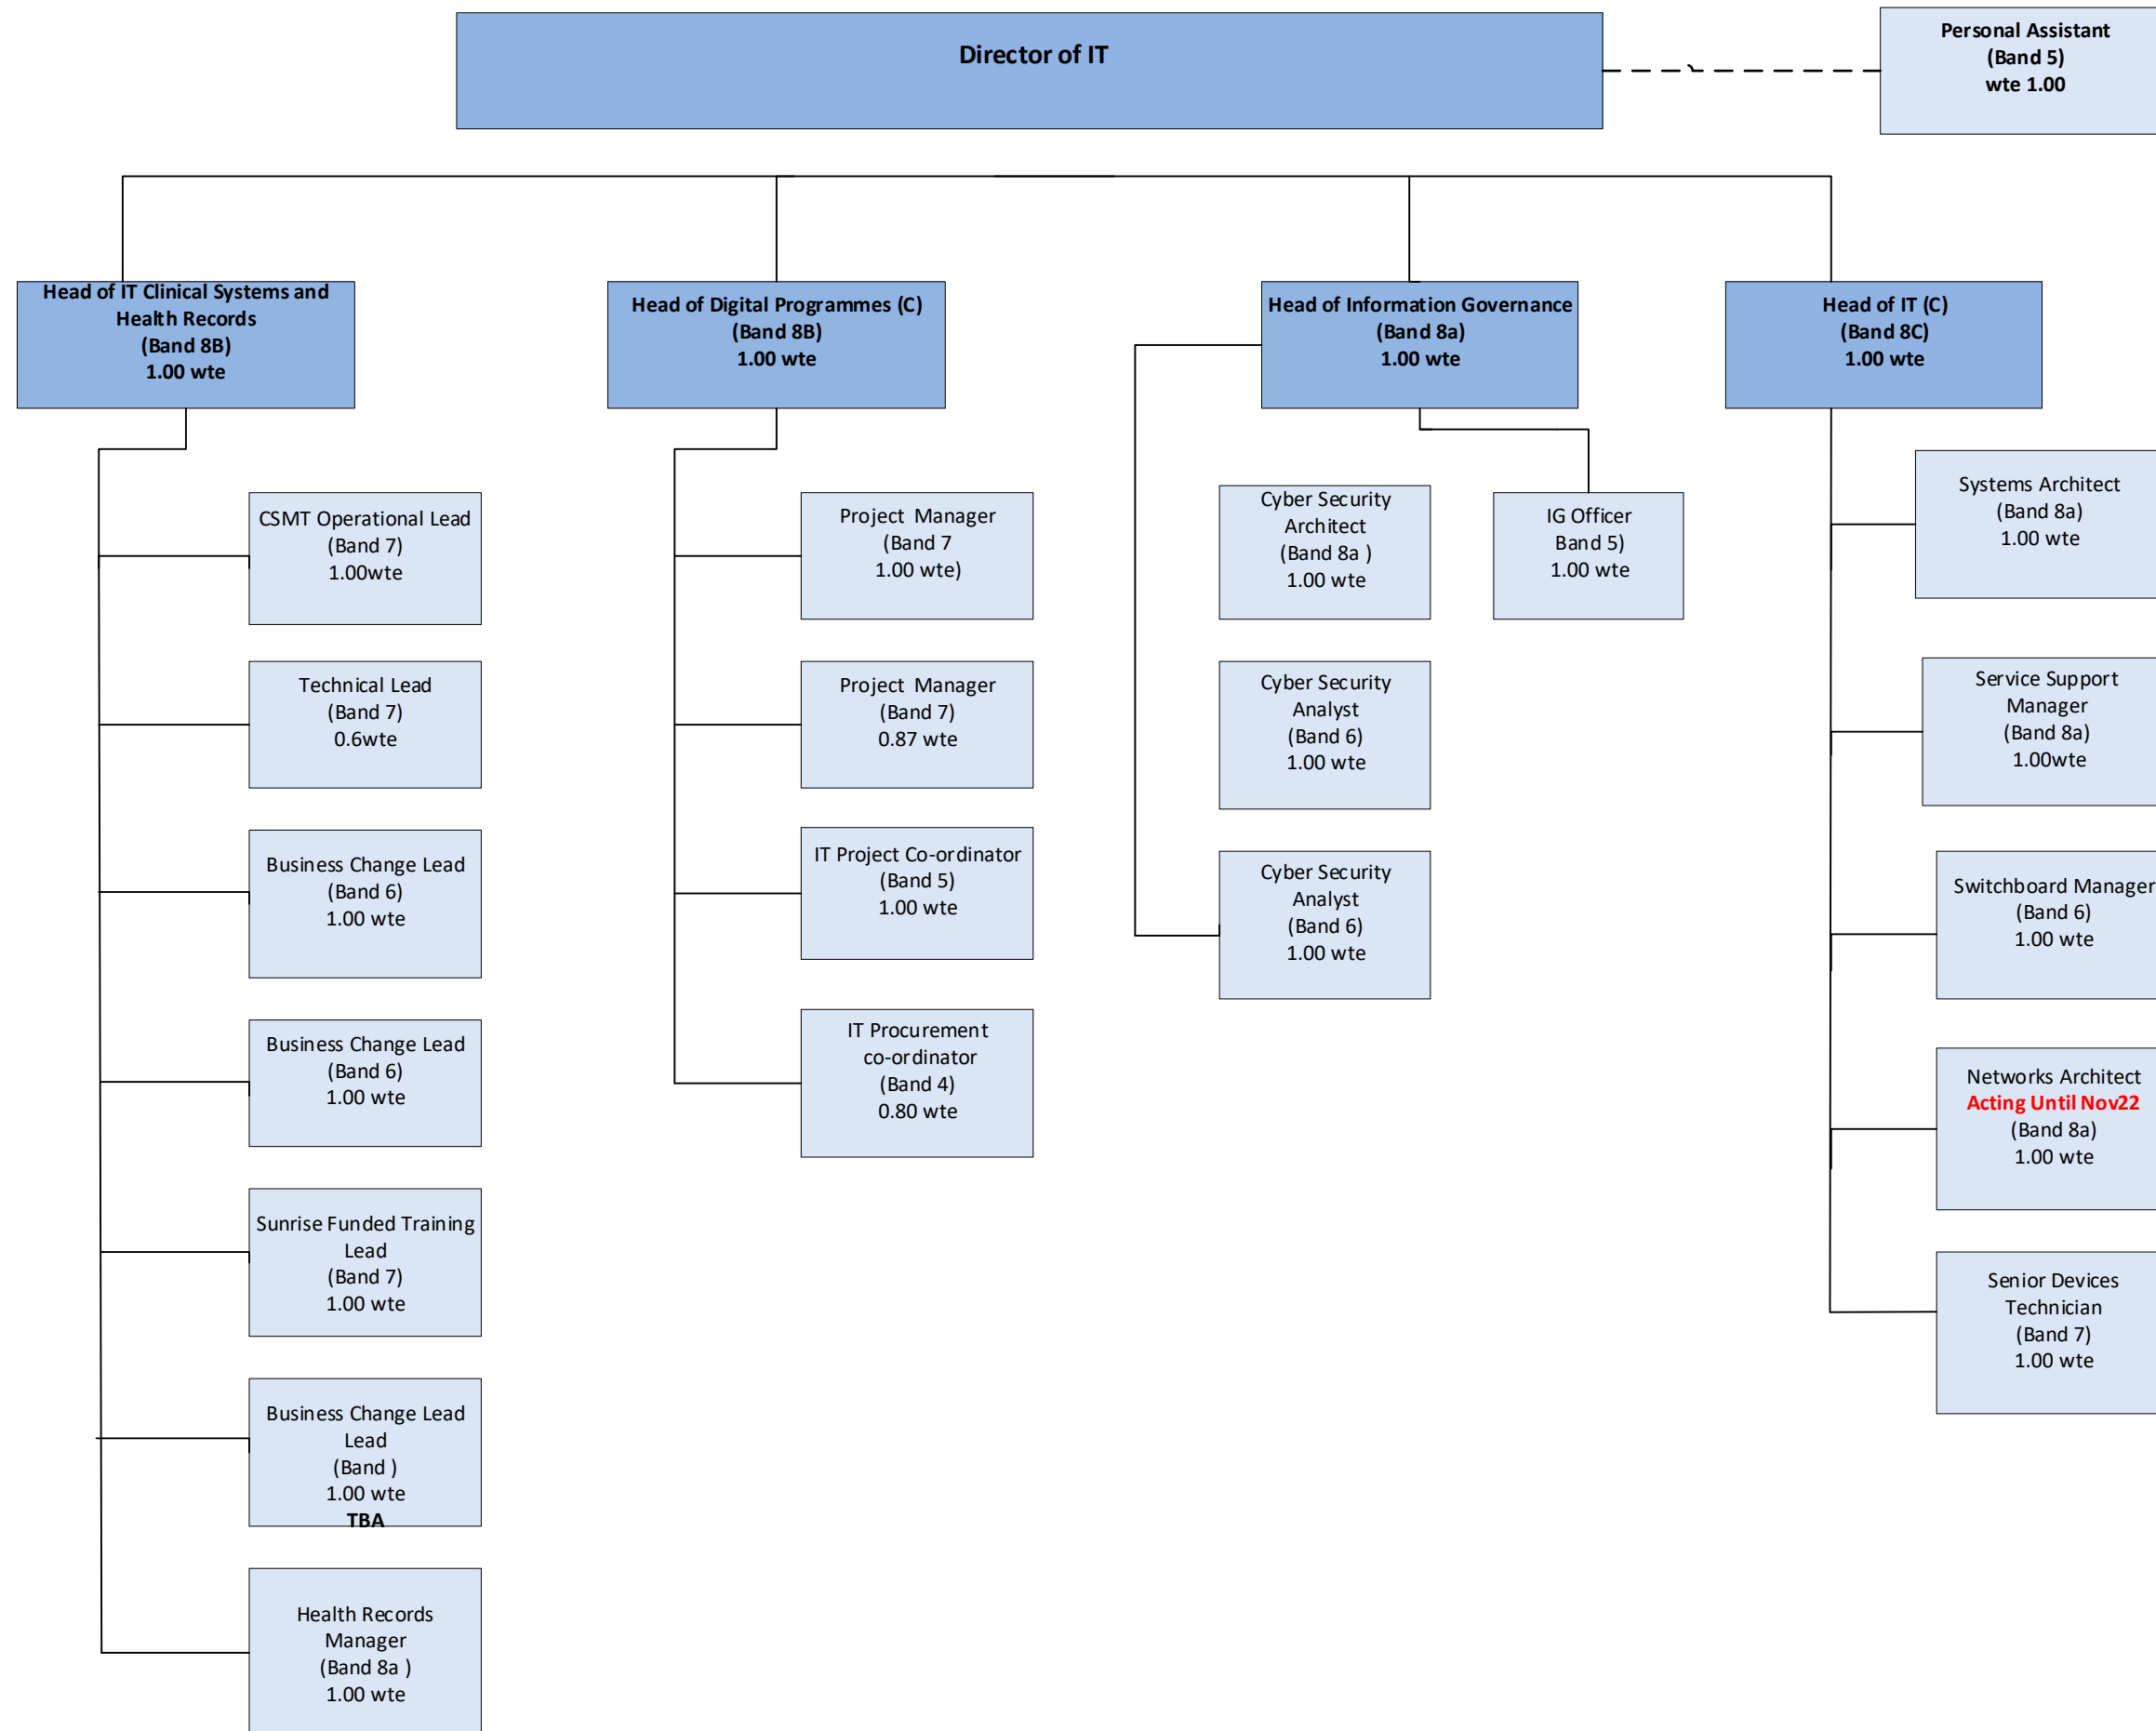 Director of IT
Personal Assistant
(Band 5)
wte 1.00
Head of IT Clinical Systems and
Health Records
(Band 8B)
1.00 wte
Head of Digital Programmes (C)
(Band 8B)
1.00 wte
Head of Information Governance
(Band 8a)
1.00 wte
Head of IT (C)
(Band 8C)
1.00 wte
CSMT Operational Lead
(Band 7)
1.00wte
Technical Lead
(Band 7)
0.6wte
Business Change Lead
(Band 6)
1.00 wte
Business Change Lead
(Band 6)
1.00 wte
Sunrise Funded Training
Lead
(Band 7)
1.00 wte
Business Change Lead
Lead
(Band )
1.00 wte
TBA
Health Records
Manager
(Band 8a )
1.00 wte
Project Manager
(Band 7
1.00 wte)
Project Manager
(Band 7)
0.87 wte
IT Project Co-ordinator
(Band 5)
1.00 wte
IT Procurement
co-ordinator
(Band 4)
0.80 wte
Cyber Security
Architect
(Band 8a )
1.00 wte
Cyber Security
Analyst
(Band 6)
1.00 wte
Cyber Security
Analyst
(Band 6)
1.00 wte
IG Officer
Band 5)
1.00 wte
Systems Architect
(Band 8a)
1.00 wte
Service Support
Manager
(Band 8a)
1.00wte
Switchboard Manager
(Band 6)
1.00 wte
Networks Architect
Acting Until Nov22
(Band 8a)
1.00 wte
Senior Devices
Technician
(Band 7)
1.00 wte